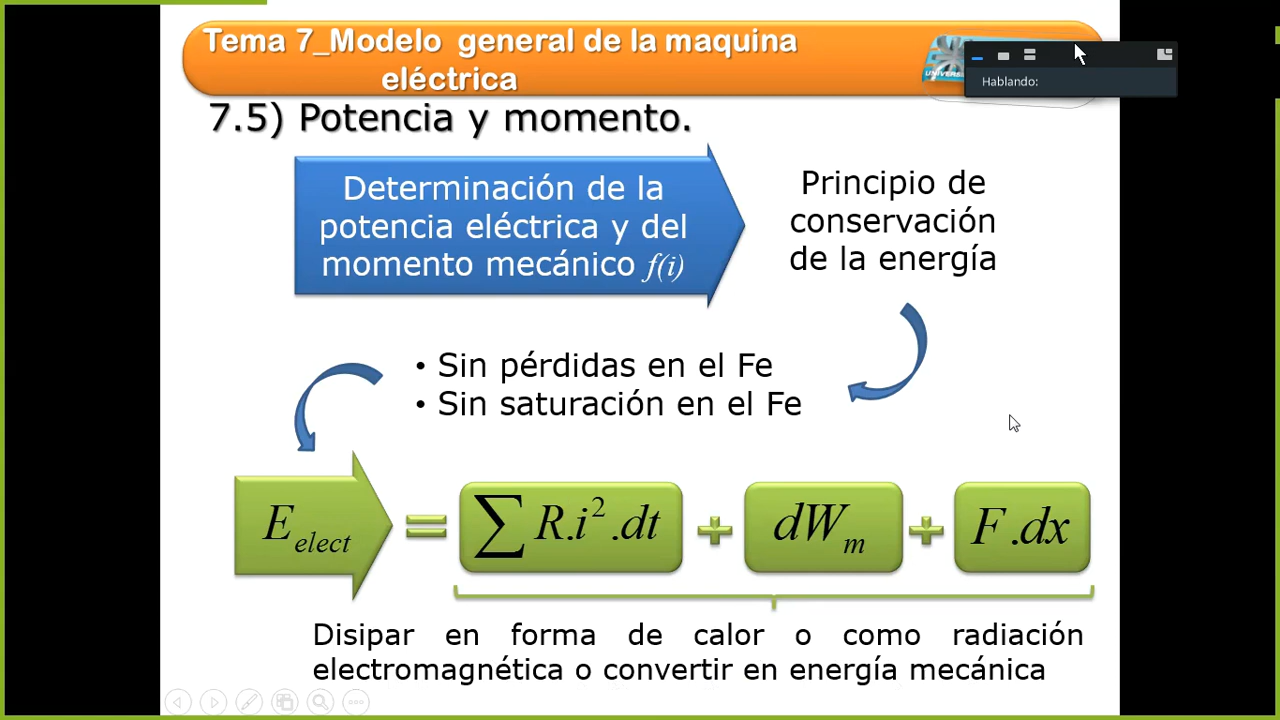 Tema 7_Modelo general de la maquina
eléctrica
UNIVERS
Hablando:
7.5) Potencia y momento.
Determinación de la
potencia eléctrica y del
momento mecánico f(i)
Principio de
conservación
de la energía
• Sin pérdidas en el Fe
• Sin saturación en el Fe
E_elect = ∑ R.i².dt + dW_m + F.dx
Disipar en forma de calor o como radiación
electromagnética o convertir en energía mecánica